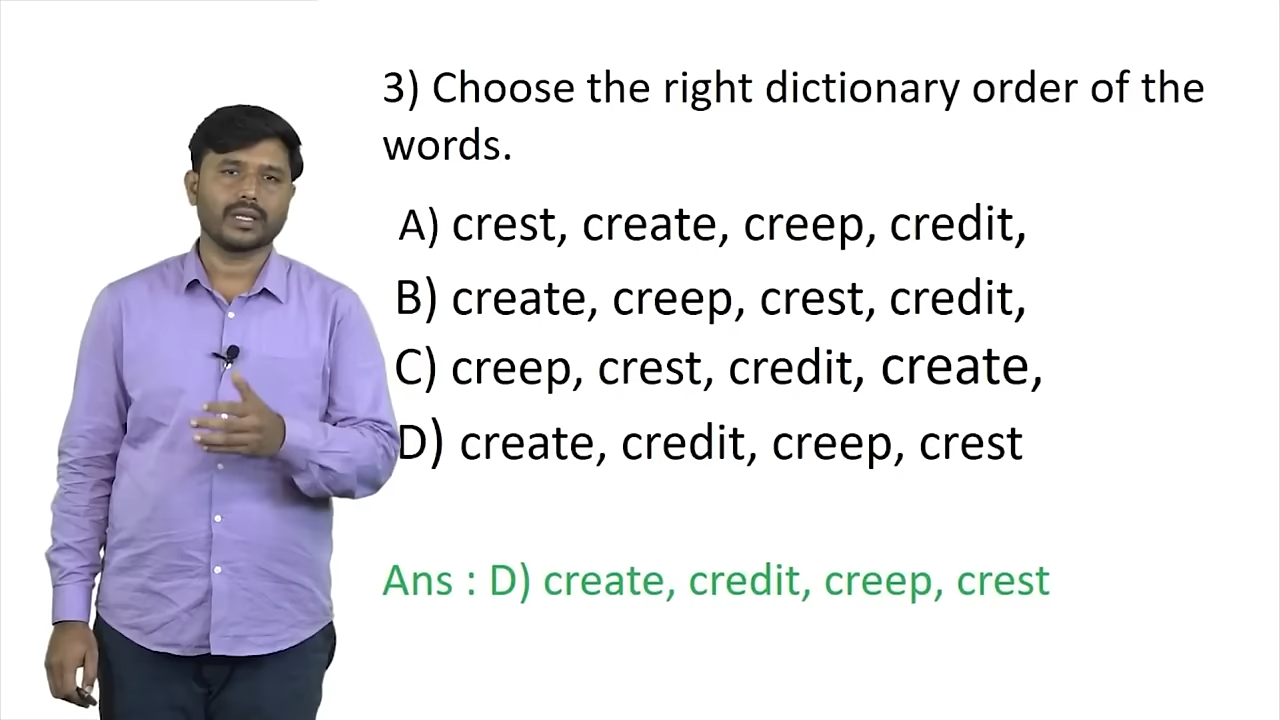 3) Choose the right dictionary order of the
words.
A) crest, create, creep, credit,
B) create, creep, crest, credit,
C) creep, crest, credit, create,
D) create, credit, creep, crest
Ans : D) create, credit, creep, crest